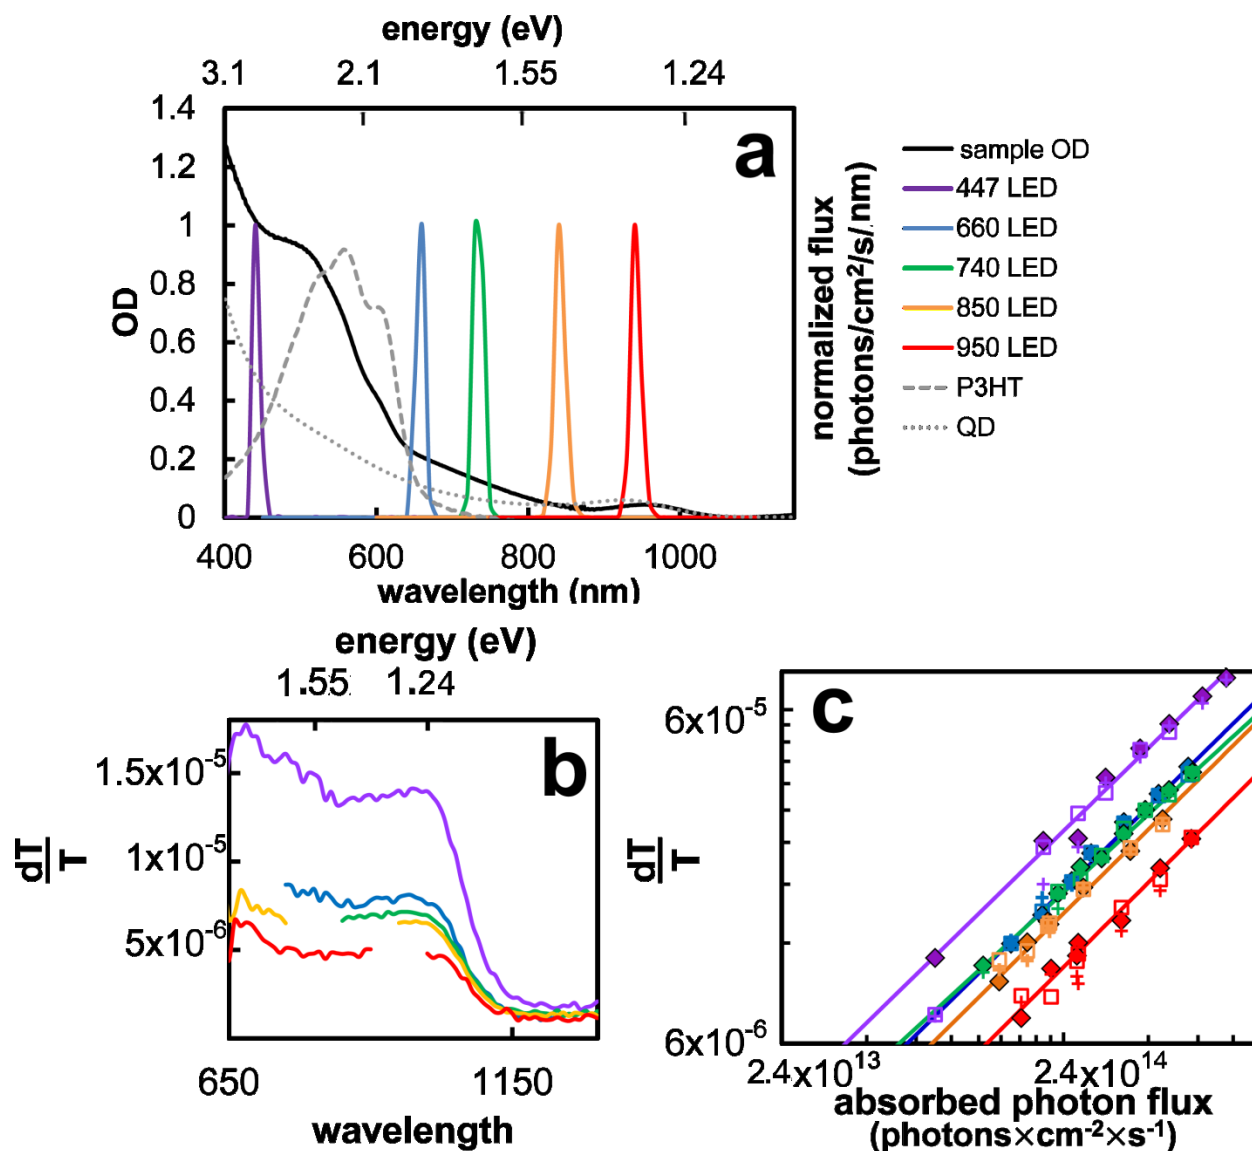 energy (eV)
3.1 2.1 1.55 1.24
1.4
1.2
1
0.8
0.6
0.4
0.2
0
OD
a
400 600 800 1000
wavelength (nm)
normalized flux
(photons/cm²/s/nm)
sample OD
447 LED
660 LED
740 LED
850 LED
950 LED
P3HT
QD
energy (eV)
1.55 1.24
b
1.5x10⁻⁵
1x10⁻⁵
5x10⁻⁶
dT
T
650 1150
wavelength
c
6x10⁻⁵
6x10⁻⁶
dT
T
2.4x10¹³ 2.4x10¹⁴
absorbed photon flux
(photons×cm⁻²×s⁻¹)